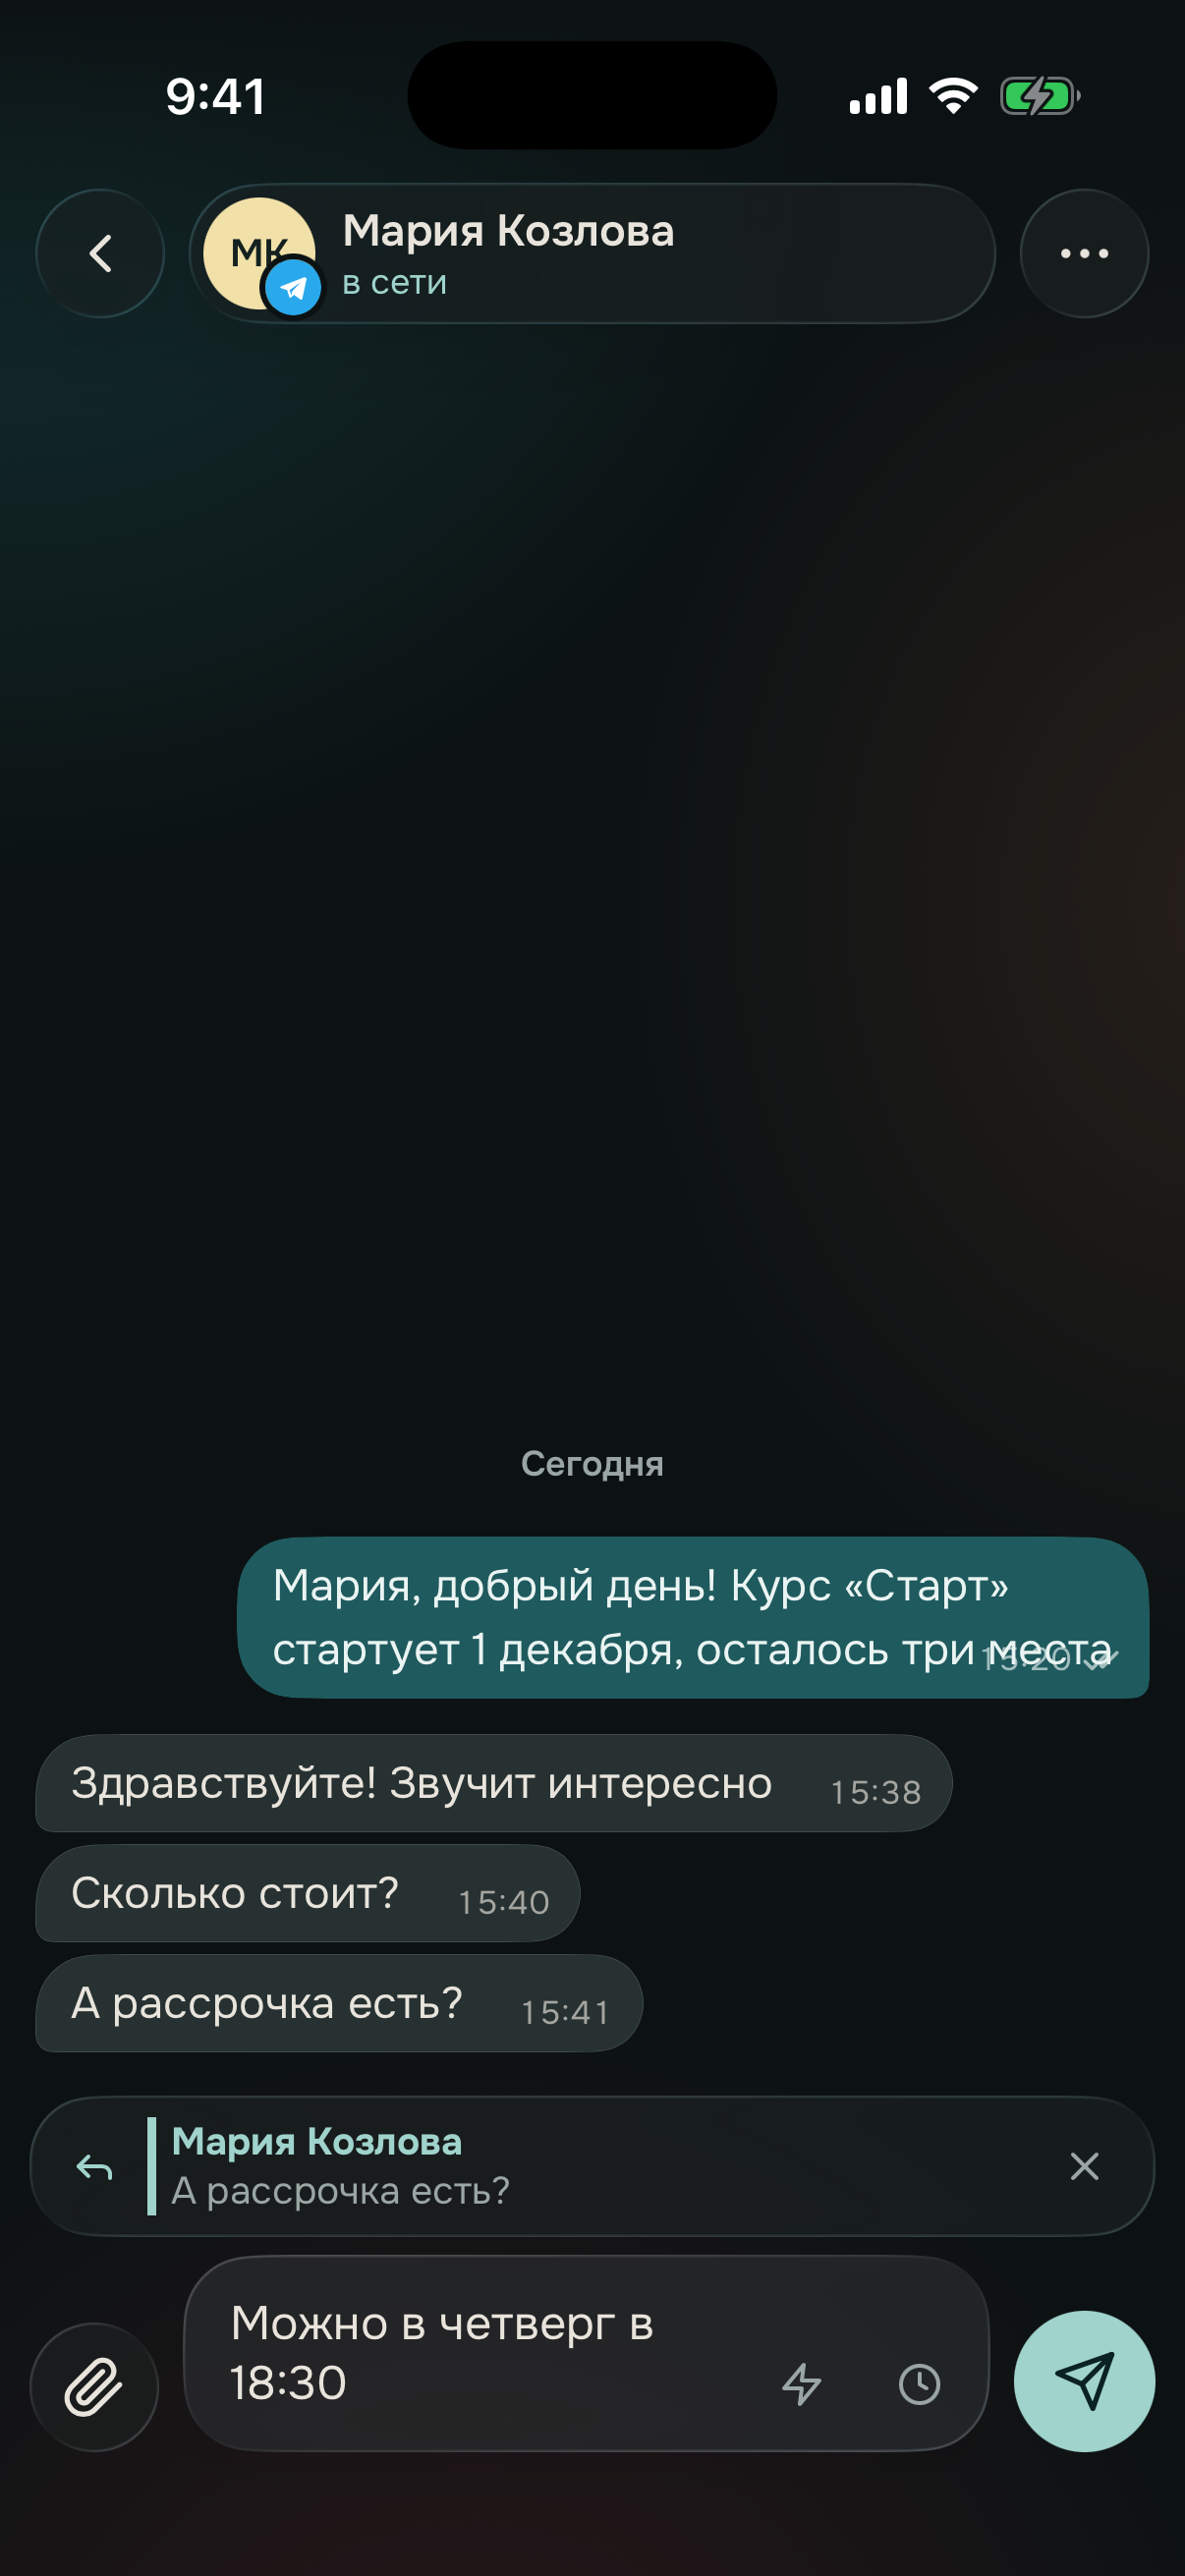 9:41
МК
Мария Козлова
в сети
Сегодня
Мария, добрый день! Курс «Старт»
стартует 1 декабря, осталось три места
15:20
Здравствуйте! Звучит интересно 15:38
Сколько стоит? 15:40
А рассрочка есть? 15:41
Мария Козлова
А рассрочка есть?
Можно в четверг в
18:30